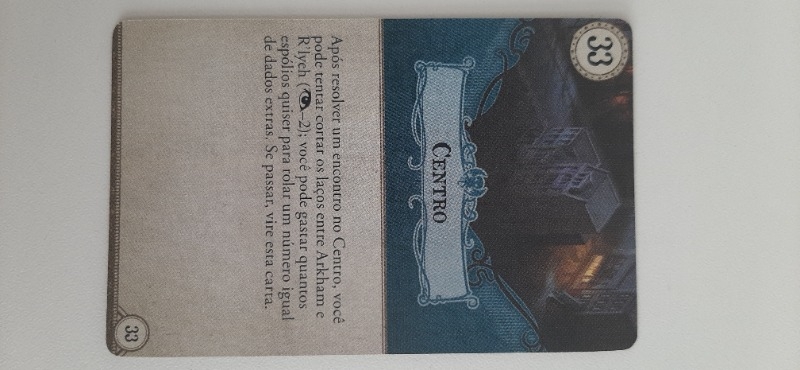 33
CENTRO
Após resolver um encontro no Centro, você
pode tentar cortar os laços entre Arkham e
R'lyeh (–2); você pode gastar quantos
espólios quiser para rolar um número igual
de dados extras. Se passar, vire esta carta.
33